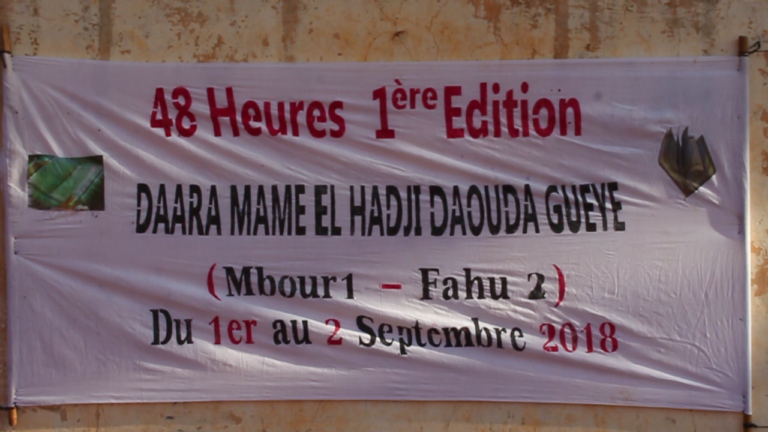 48 Heures 1ère Edition
DAARA MAME EL HADJI DAOUDA GUEYE
(Mbour1 - Fahu 2)
Du 1er au 2 Septembre 2018